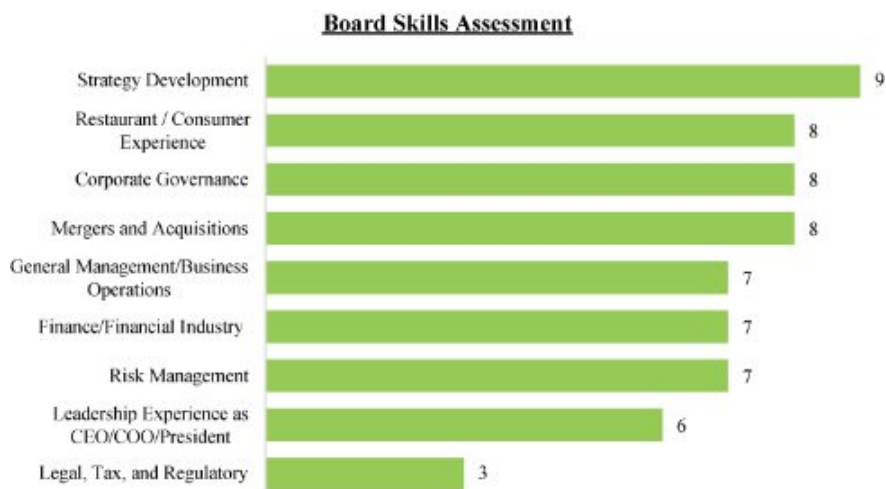 Board Skills Assessment
Strategy Development 9
Restaurant / Consumer
Experience 8
Corporate Governance 8
Mergers and Acquisitions 8
General Management/Business
Operations 7
Finance/Financial Industry 7
Risk Management 7
Leadership Experience as
CEO/COO/President 6
Legal, Tax, and Regulatory 3